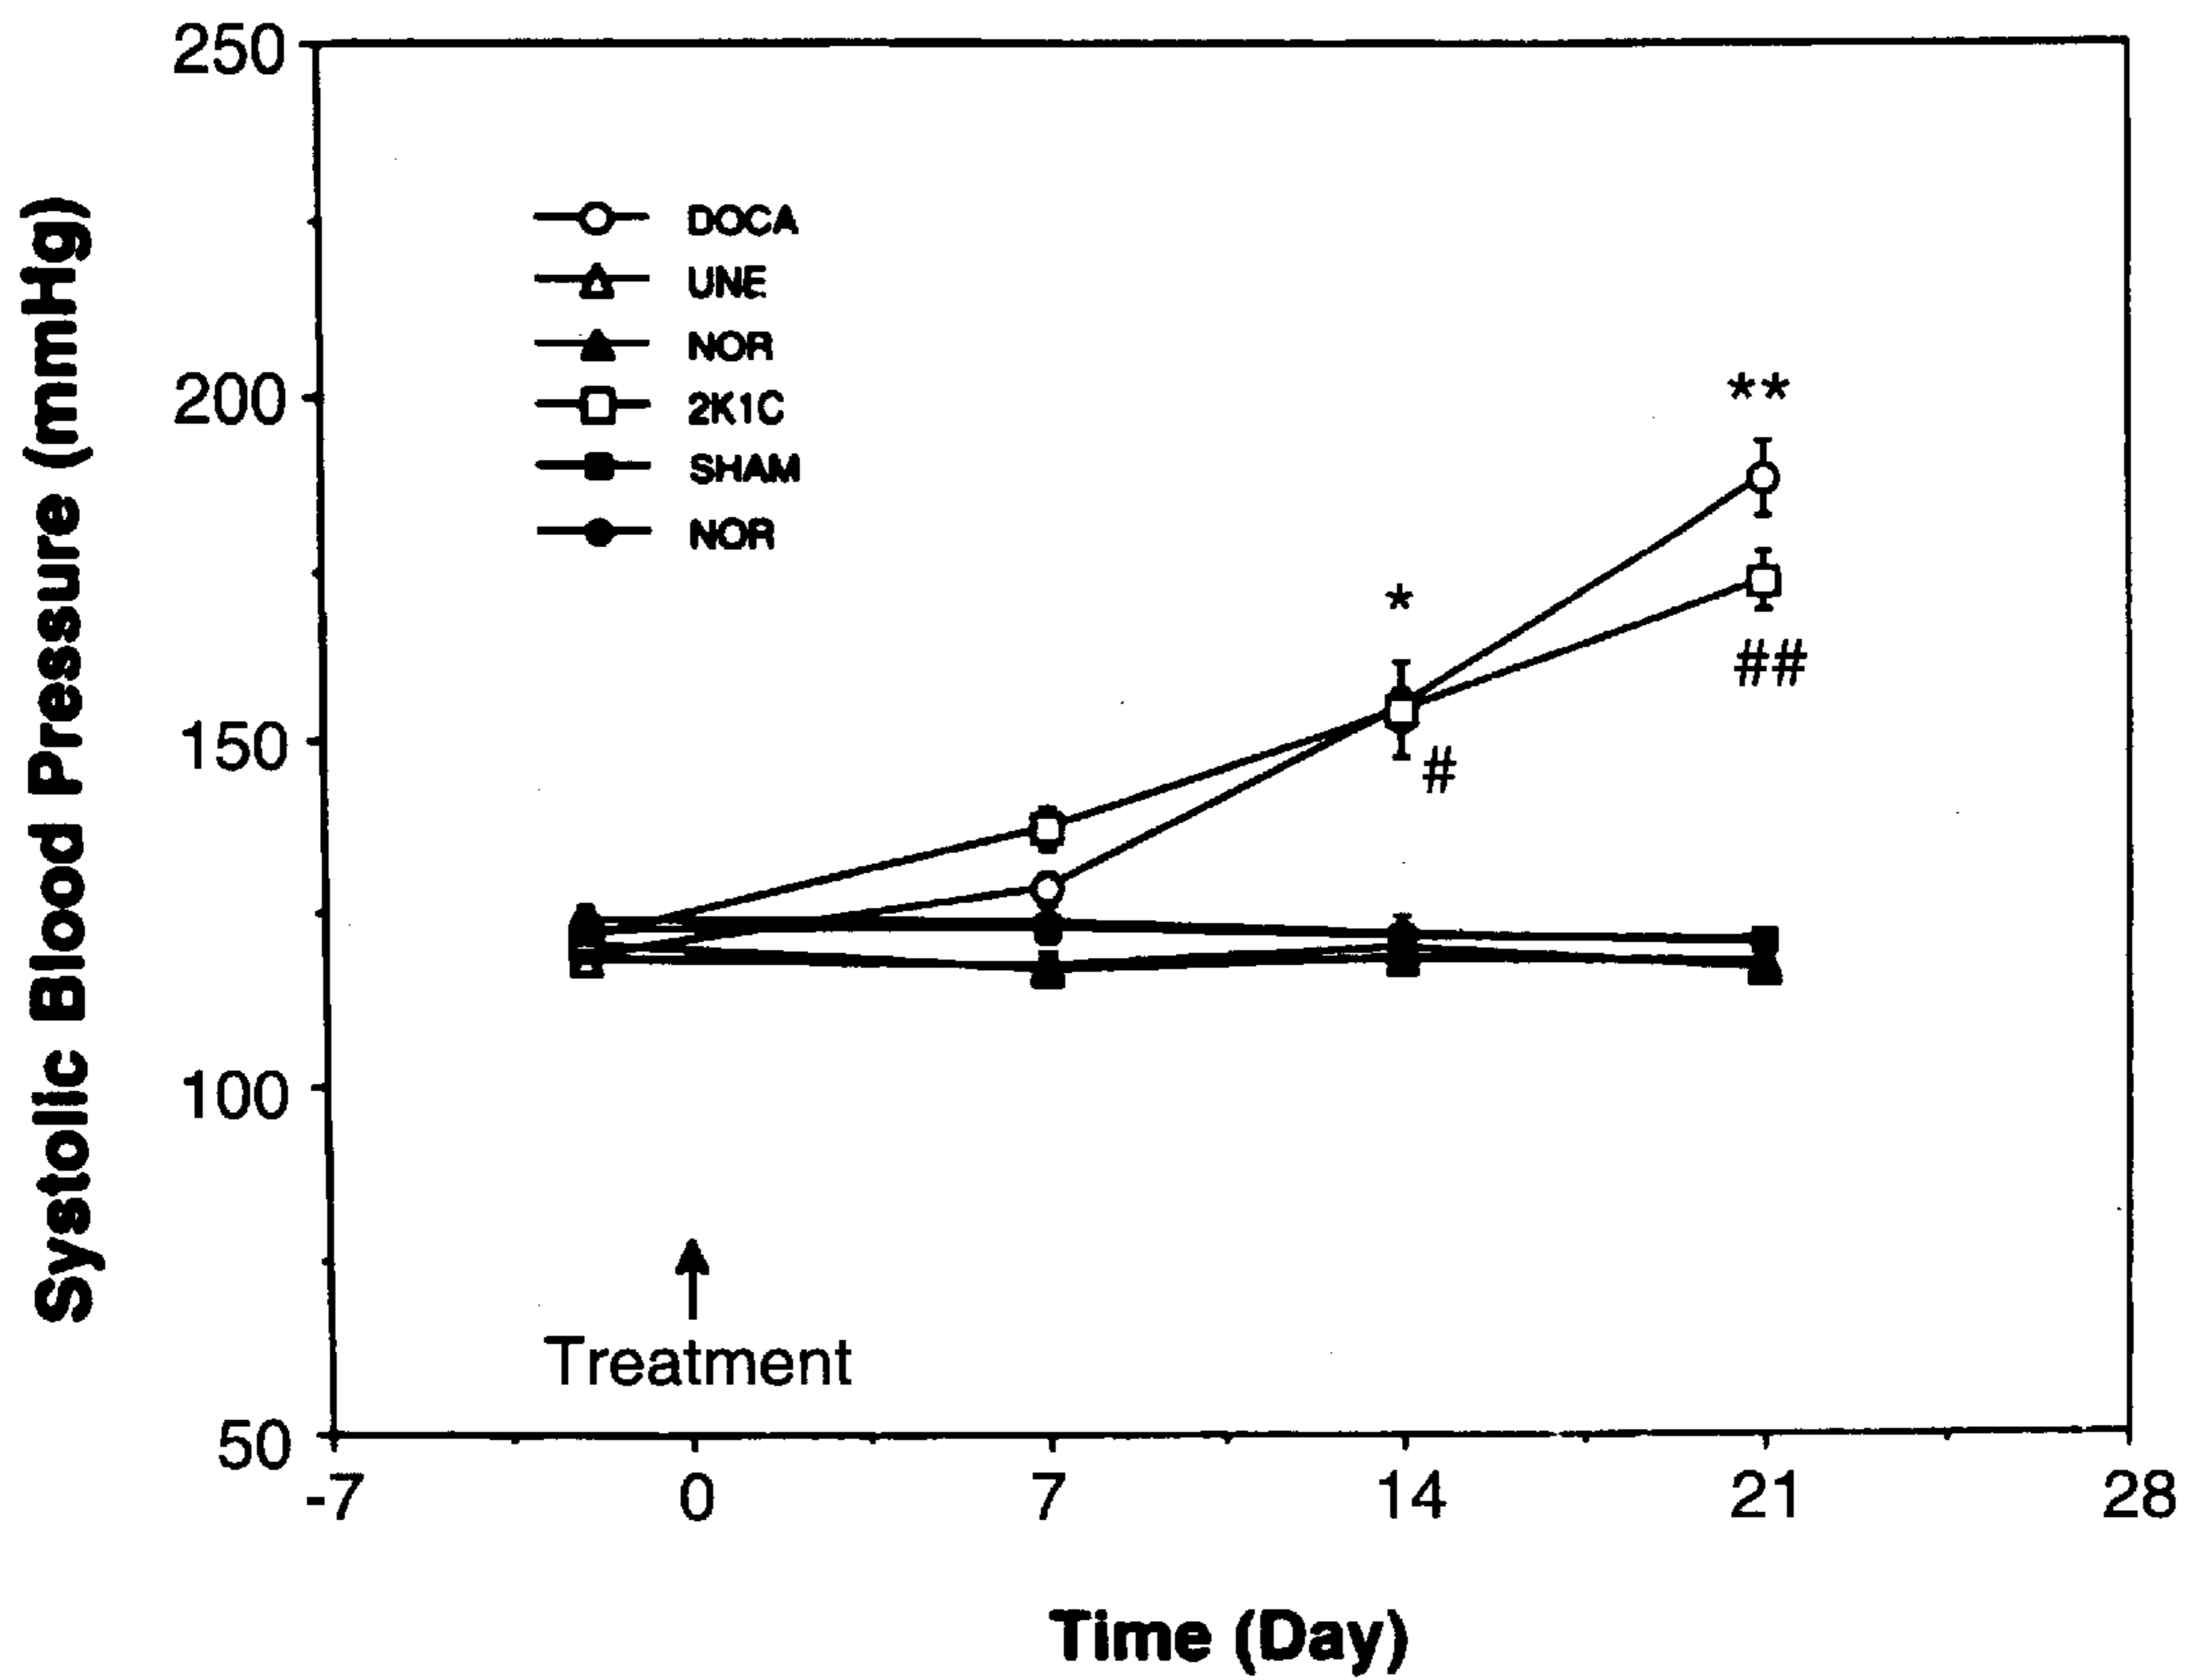 250
200
150
100
50
Systolic Blood Pressure (mmHg)
DOCA
UNE
NOR
2K1C
SHAM
NOR
**
*
##
#
Treatment
-7 0 7 14 21 28
Time (Day)